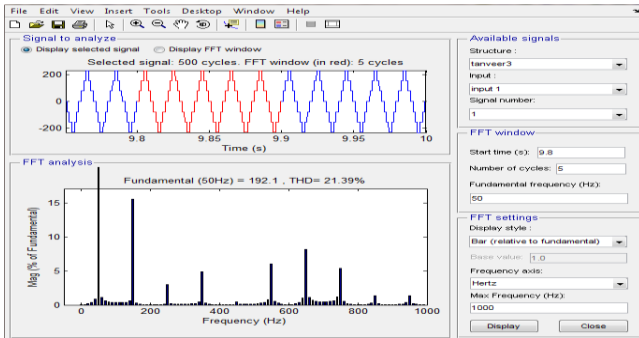 File Edit View Insert Tools Desktop Window Help
Signal to analyze
Display selected signal Display FFT window
Selected signal: 500 cycles. FFT window (in red): 5 cycles
200
0
-200
9.8 9.85 9.9 9.95 10
Time (s)
FFT analysis
Fundamental (50Hz) = 192.1 , THD= 21.39%
15
10
5
0
Mag (% of Fundamental)
0 200 400 600 800 1000
Frequency (Hz)
Available signals
Structure :
tanveer3
Input :
input 1
Signal number:
1
FFT window
Start time (s): 9.8
Number of cycles: 5
Fundamental frequency (Hz):
50
FFT settings
Display style :
Bar (relative to fundamental)
Base value: 1.0
Frequency axis:
Hertz
Max Frequency (Hz):
1000
Display Close